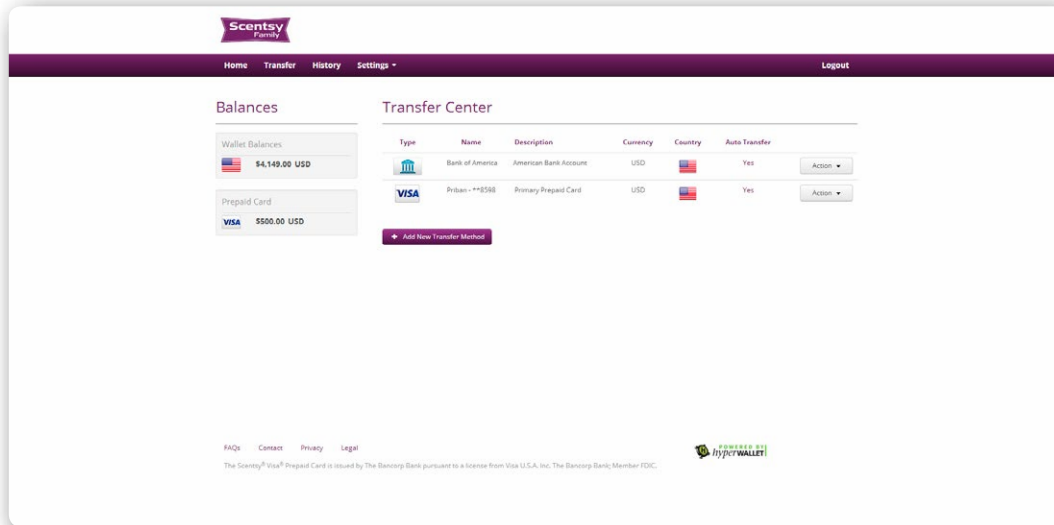 Scentsy
Family
Home Transfer History Settings
Logout
Balances
Wallet Balances
$4,149.00 USD
Prepaid Card
VISA $500.00 USD
Transfer Center
Type Name Description Currency Country Auto Transfer
Bank of America American Bank Account USD Yes Action
VISA Priban - **8598 Primary Prepaid Card USD Yes Action
+ Add New Transfer Method
FAQs Contact Privacy Legal
The Scentsy® Visa® Prepaid Card is issued by The Bancorp Bank pursuant to a license from Visa U.S.A. Inc. The Bancorp Bank; Member FDIC.
POWERED BY
hyperWALLET